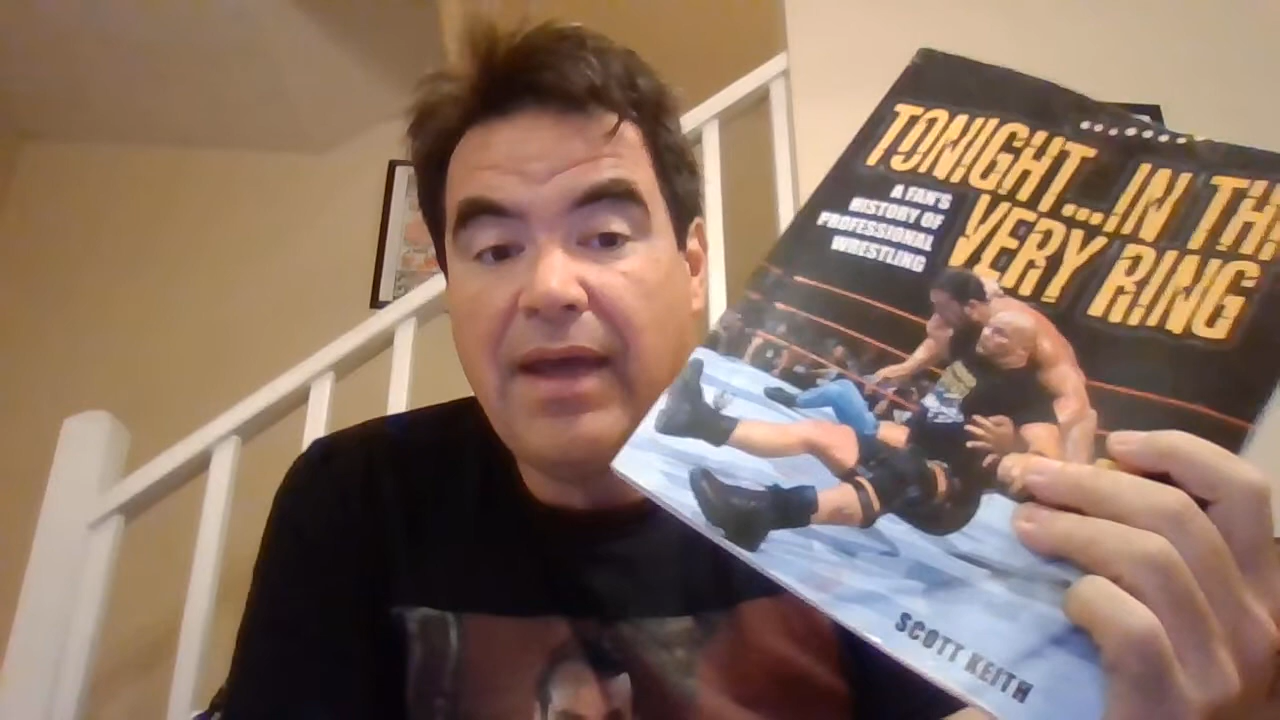 TONIGHT...IN TH
VERY RING
A FAN'S
HISTORY OF
PROFESSIONAL
WRESTLING
SCOTT KEITH